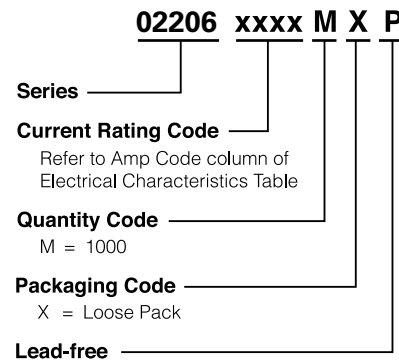 02206 xxxx M X P
Series
Current Rating Code
Refer to Amp Code column of
Electrical Characteristics Table
Quantity Code
M = 1000
Packaging Code
X = Loose Pack
Lead-free